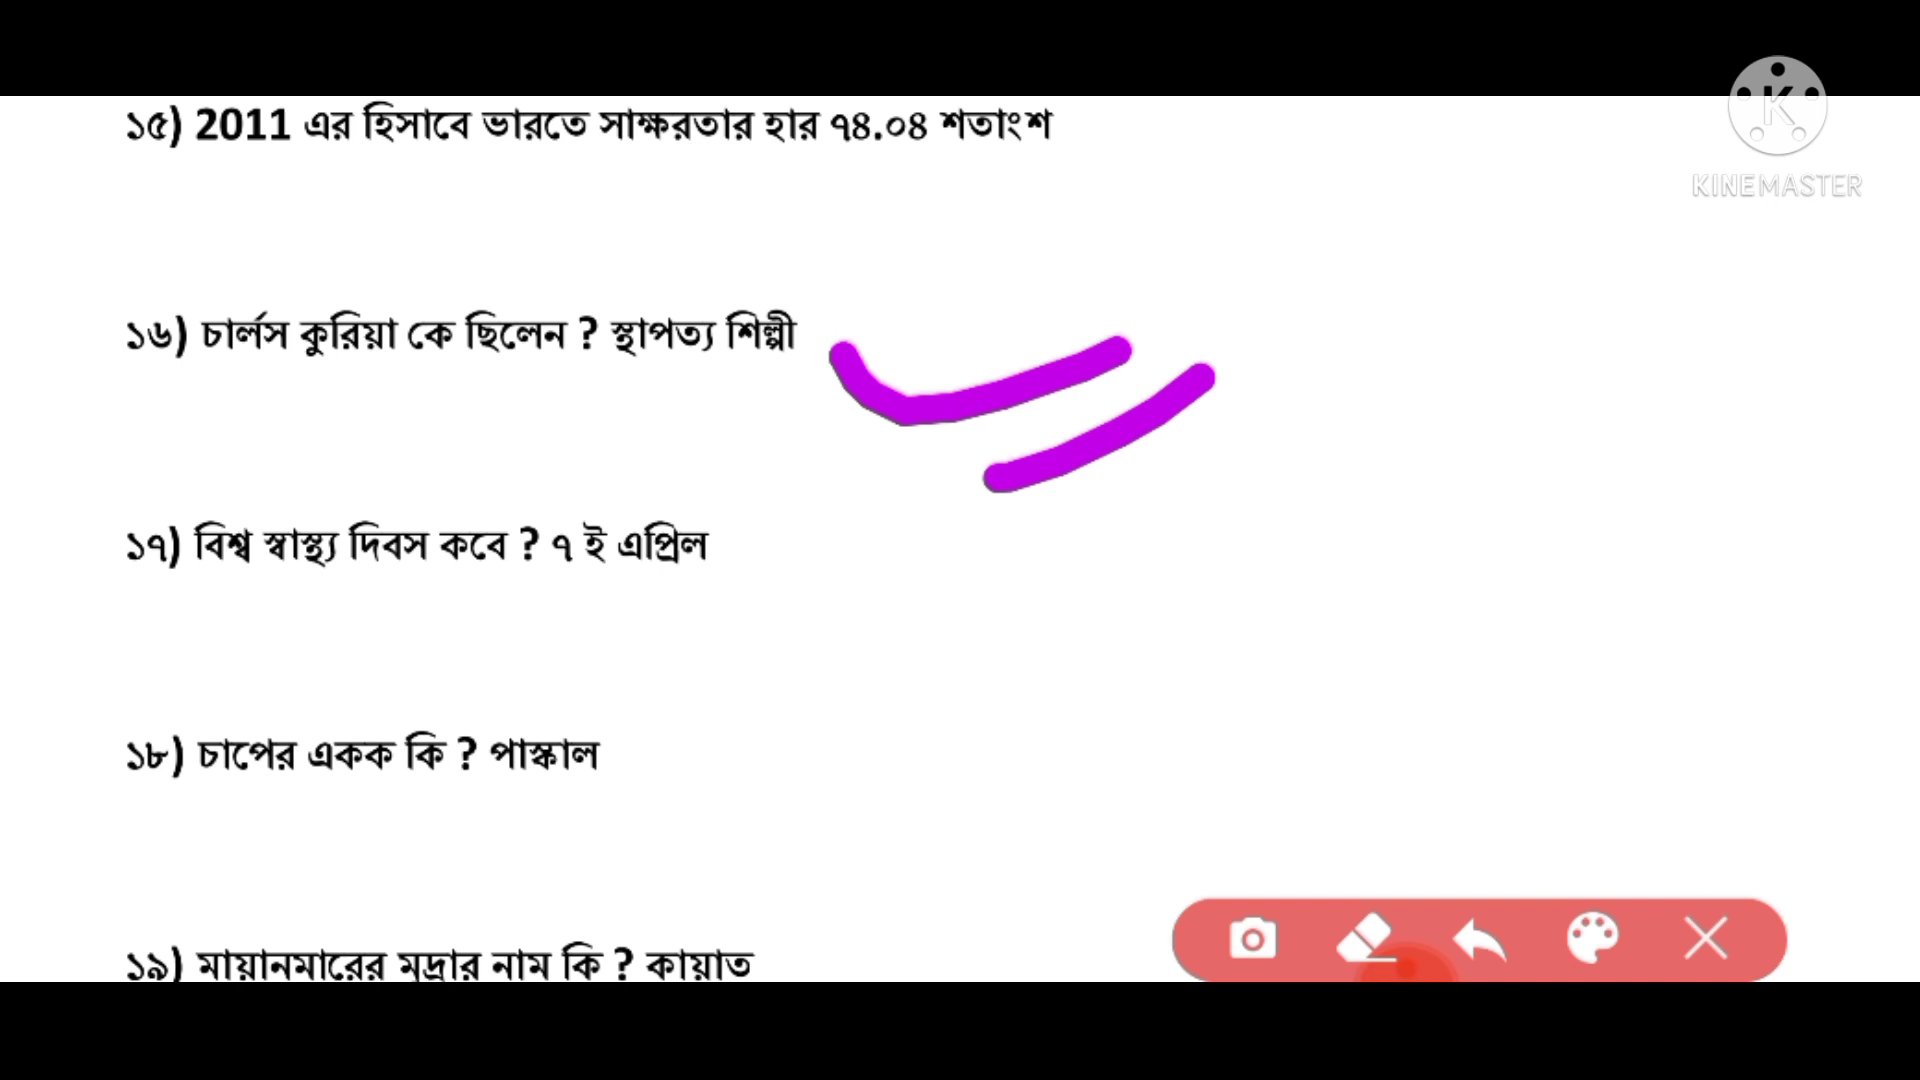 ১৫) 2011 এর হিসাবে ভারতে সাক্ষরতার হার ৭৪.০৪ শতাংশ
K
KINEMASTER
১৬) চার্লস কুরিয়া কে ছিলেন ? স্থাপত্য শিল্পী
১৭) বিশ্ব স্বাস্থ্য দিবস কবে ? ৭ ই এপ্রিল
১৮) চাপের একক কি ? পাস্কাল
১৯) মায়ানমারের মুদ্রার নাম কি ? কায়াত